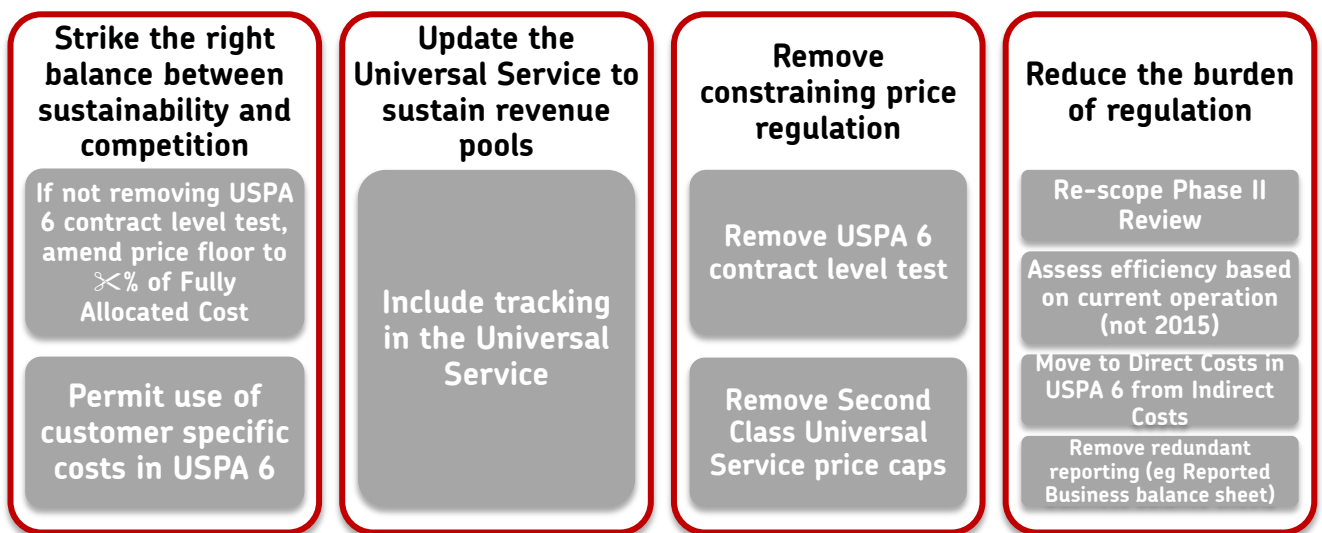 Strike the right
balance between
sustainability and
competition
If not removing USPA
6 contract level test,
amend price floor to
✂% of Fully
Allocated Cost
Permit use of
customer specific
costs in USPA 6
Update the
Universal Service to
sustain revenue
pools
Include tracking
in the Universal
Service
Remove
constraining price
regulation
Remove USPA 6
contract level test
Remove Second
Class Universal
Service price caps
Reduce the burden
of regulation
Re-scope Phase II
Review
Assess efficiency based
on current operation
(not 2015)
Move to Direct Costs in
USPA 6 from Indirect
Costs
Remove redundant
reporting (eg Reported
Business balance sheet)